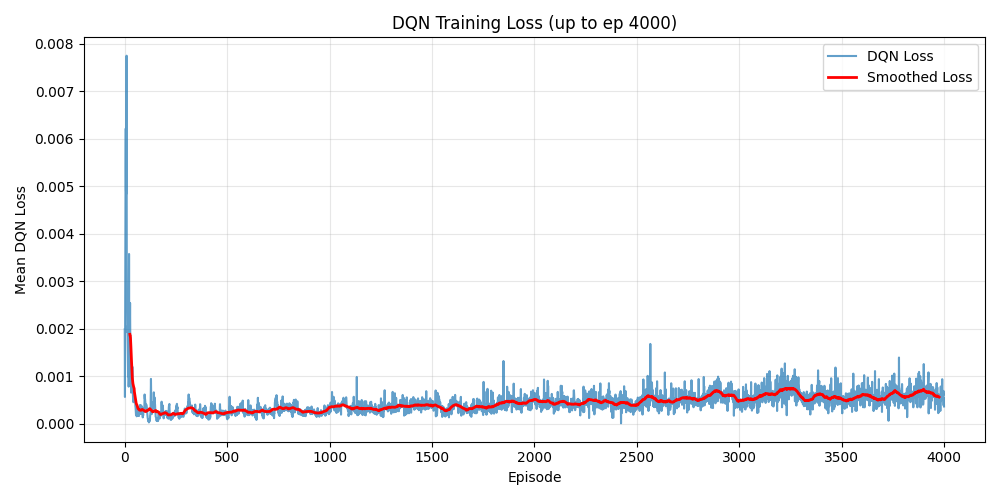 DQN Training Loss (up to ep 4000)
DQN Loss
Smoothed Loss
Mean DQN Loss
0.008
0.007
0.006
0.005
0.004
0.003
0.002
0.001
0.000
0 500 1000 1500 2000 2500 3000 3500 4000
Episode